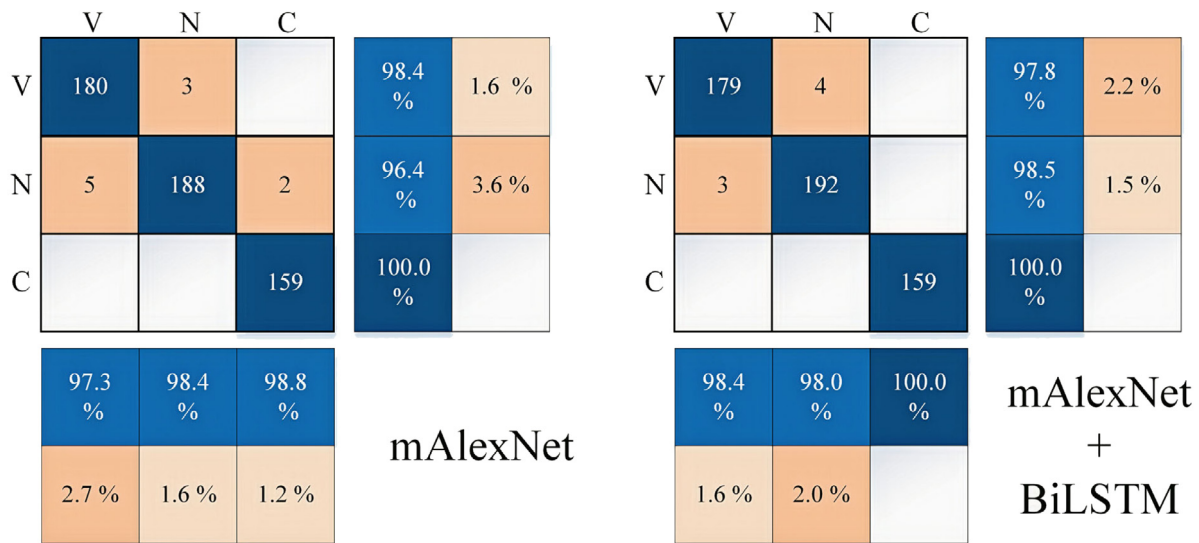 V N C
V 180 3 98.4 % 1.6 %
N 5 188 2 96.4 % 3.6 %
C 159 100.0 %
97.3 % 98.4 % 98.8 %
2.7 % 1.6 % 1.2 %
mAlexNet
V N C
V 179 4 97.8 % 2.2 %
N 3 192 98.5 % 1.5 %
C 159 100.0 %
98.4 % 98.0 % 100.0 %
1.6 % 2.0 %
mAlexNet
+
BiLSTM